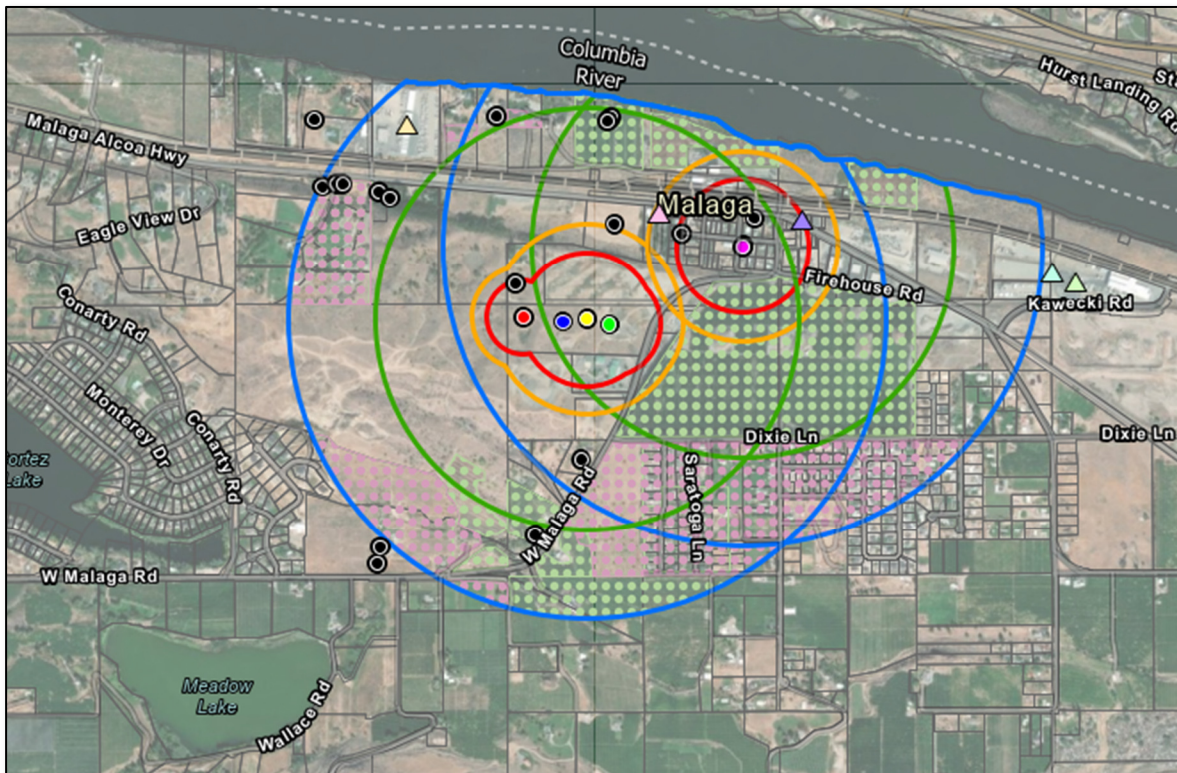 Columbia
River
Hurst Landing Rd
Malaga Alcoa Hwy
Malaga
Eagle View Dr
Firehouse Rd
Kawecki Rd
Conarty Rd
Monterey Dr
Conarty Rd
Dixie Ln
Dixie Ln
Lake
Saratoga Ln
W Malaga Rd
W Malaga Rd
Meadow
Lake
Wallace Rd